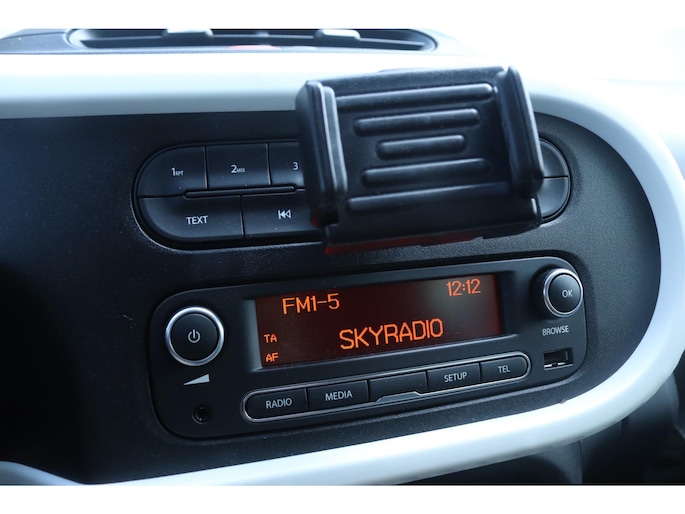 1RPT 2MIX 3
TEXT
FM1-5 12:12
TA SKYRADIO
AF
OK
BROWSE
RADIO MEDIA SETUP TEL